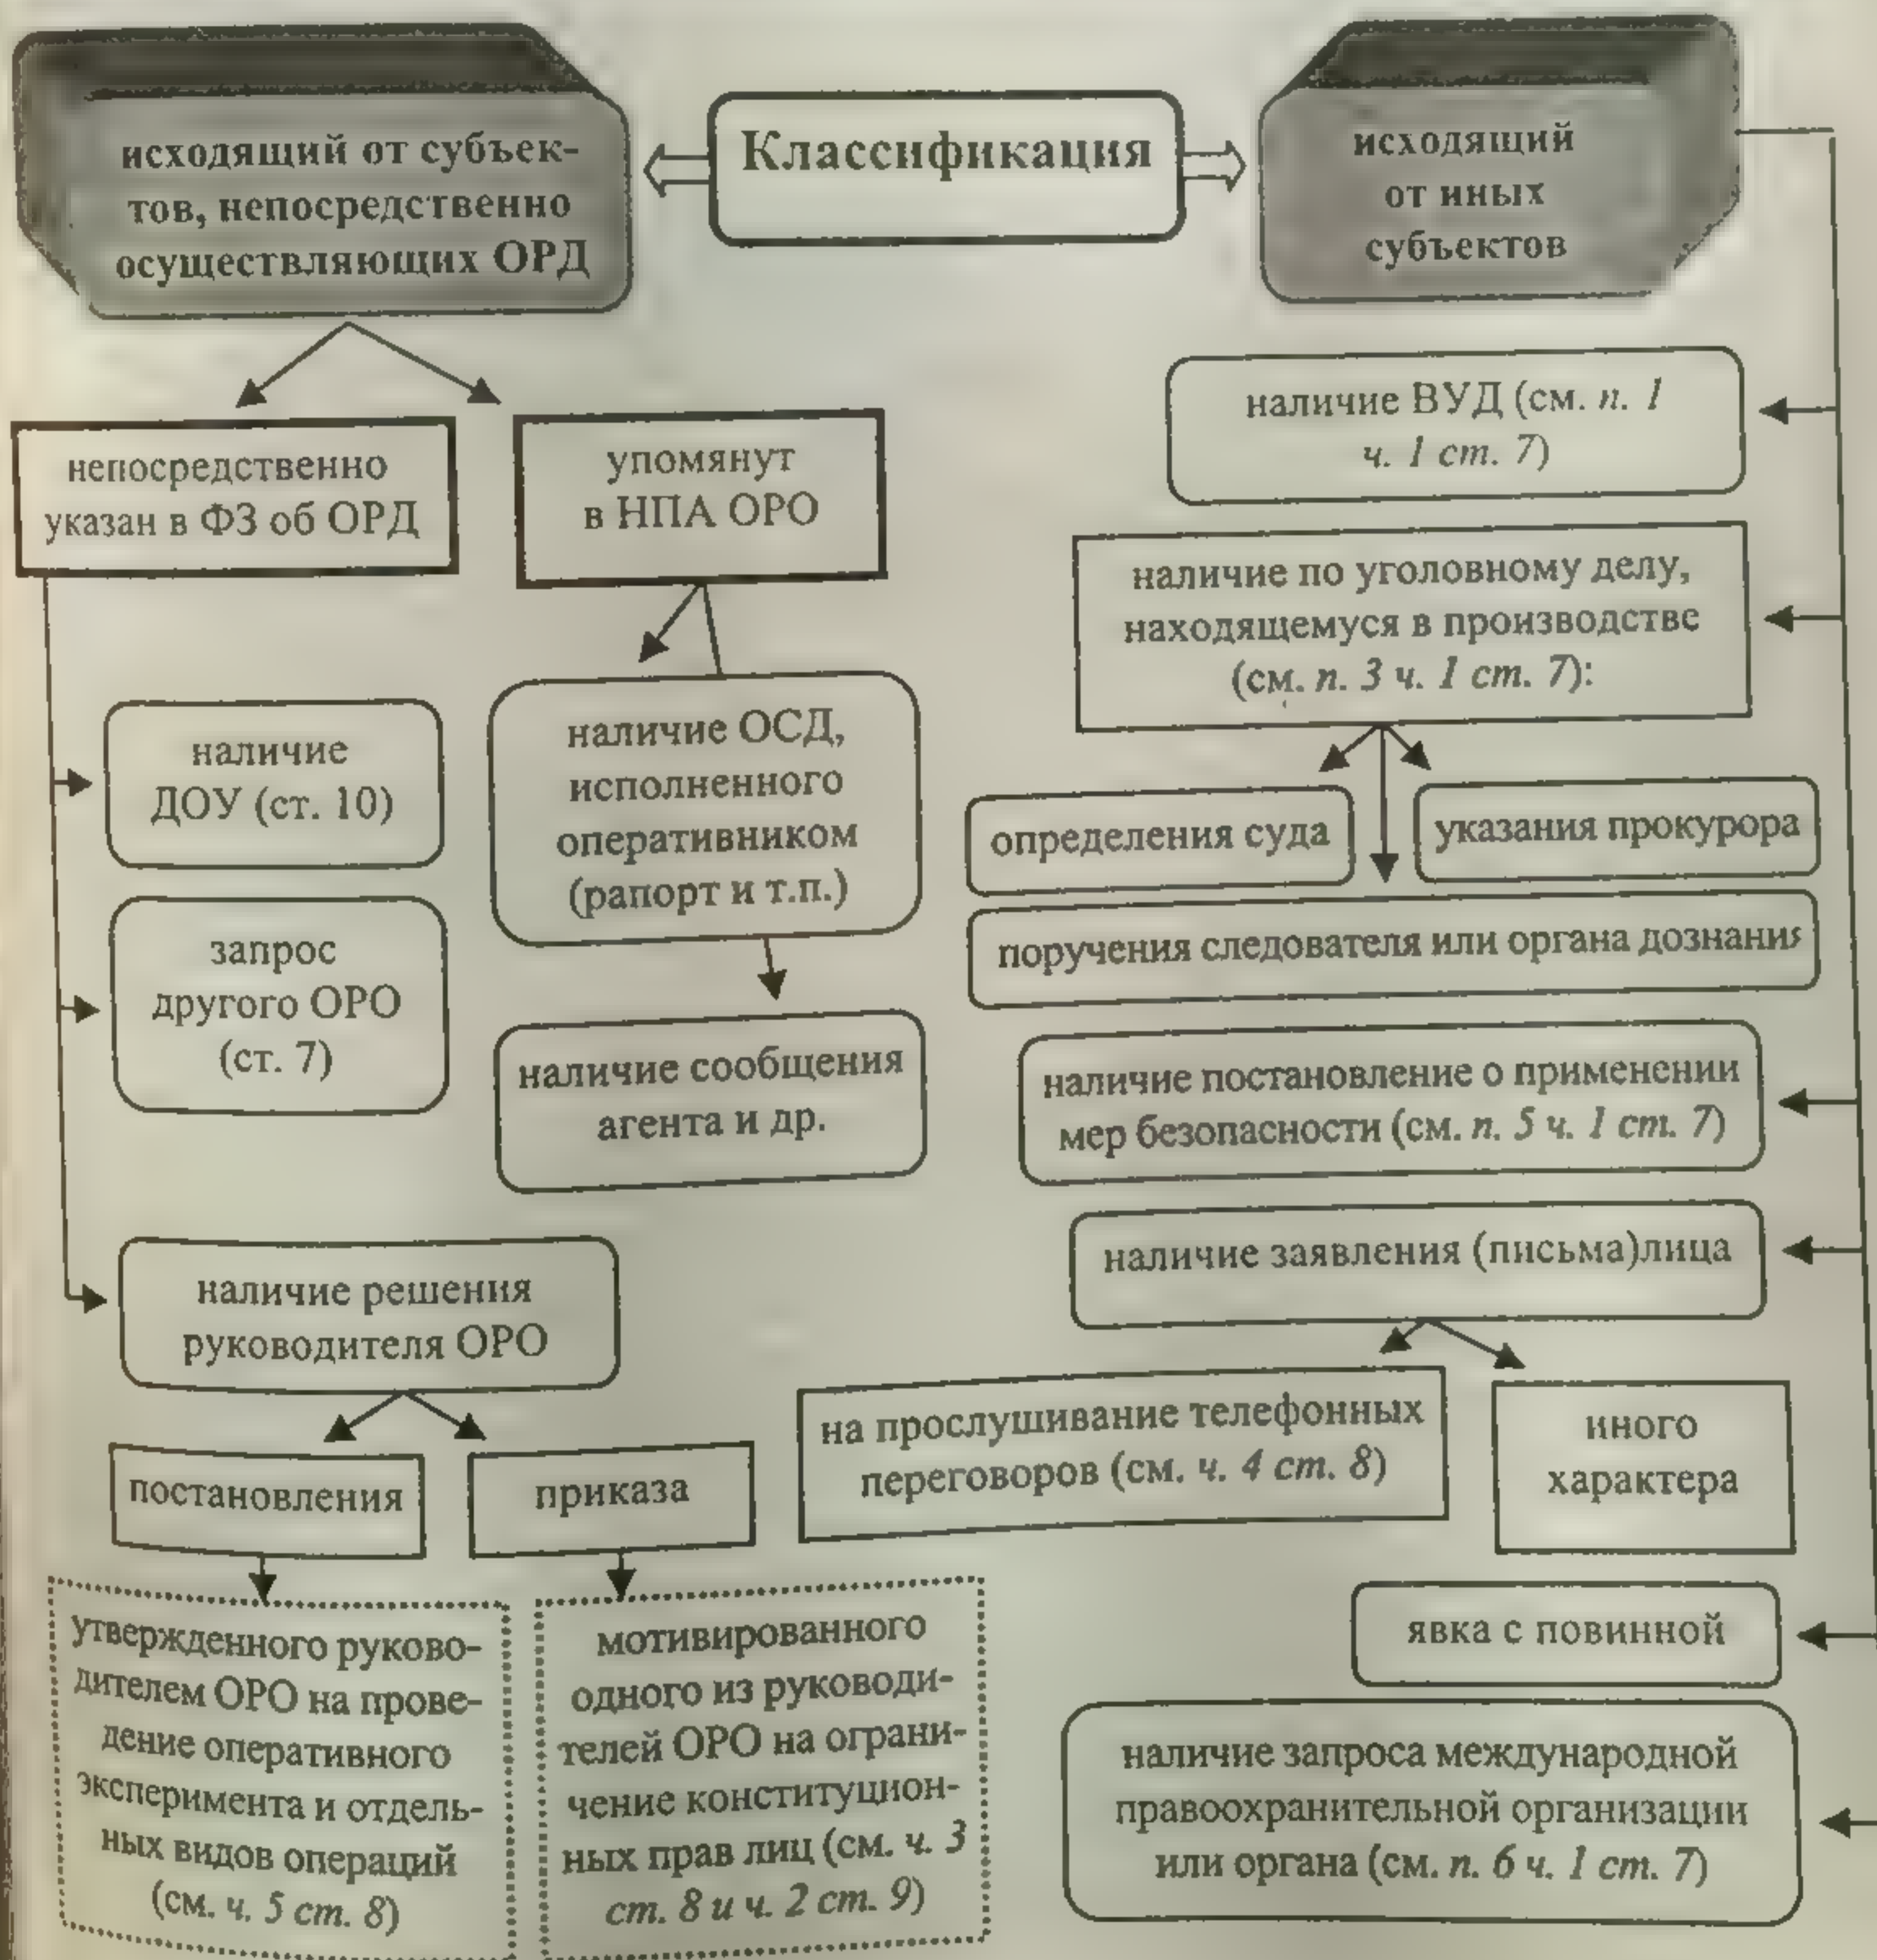 Классификация
исходящий от субъек-
тов, непосредственно
осуществляющих ОРД
непосредственно
указан в ФЗ об ОРД
упомянут
в НПА ОРО
наличие
ДОУ (ст. 10)
запрос
другого ОРО
(ст. 7)
наличие ОСД,
исполненного
оперативником
(рапорт и т.п.)
наличие сообщения
агента и др.
наличие решения
руководителя ОРО
постановления
приказа
утвержденного руково-
дителем ОРО на прове-
дение оперативного
эксперимента и отдель-
ных видов операций
(см. ч. 5 ст. 8)
мотивированного
одного из руководи-
телей ОРО на ограни-
чение конституцион-
ных прав лиц (см. ч. 3
ст. 8 и ч. 2 ст. 9)
исходящий
от иных
субъектов
наличие ВУД (см. п. 1
ч. 1 ст. 7)
наличие по уголовному делу,
находящемуся в производстве
(см. п. 3 ч. 1 ст. 7):
определения суда
указания прокурора
поручения следователя или органа дознания
наличие постановление о применении
мер безопасности (см. п. 5 ч. 1 ст. 7)
наличие заявления (письма)лица
на прослушивание телефонных
переговоров (см. ч. 4 ст. 8)
иного
характера
явка с повинной
наличие запроса международной
правоохранительной организации
или органа (см. п. 6 ч. 1 ст. 7)